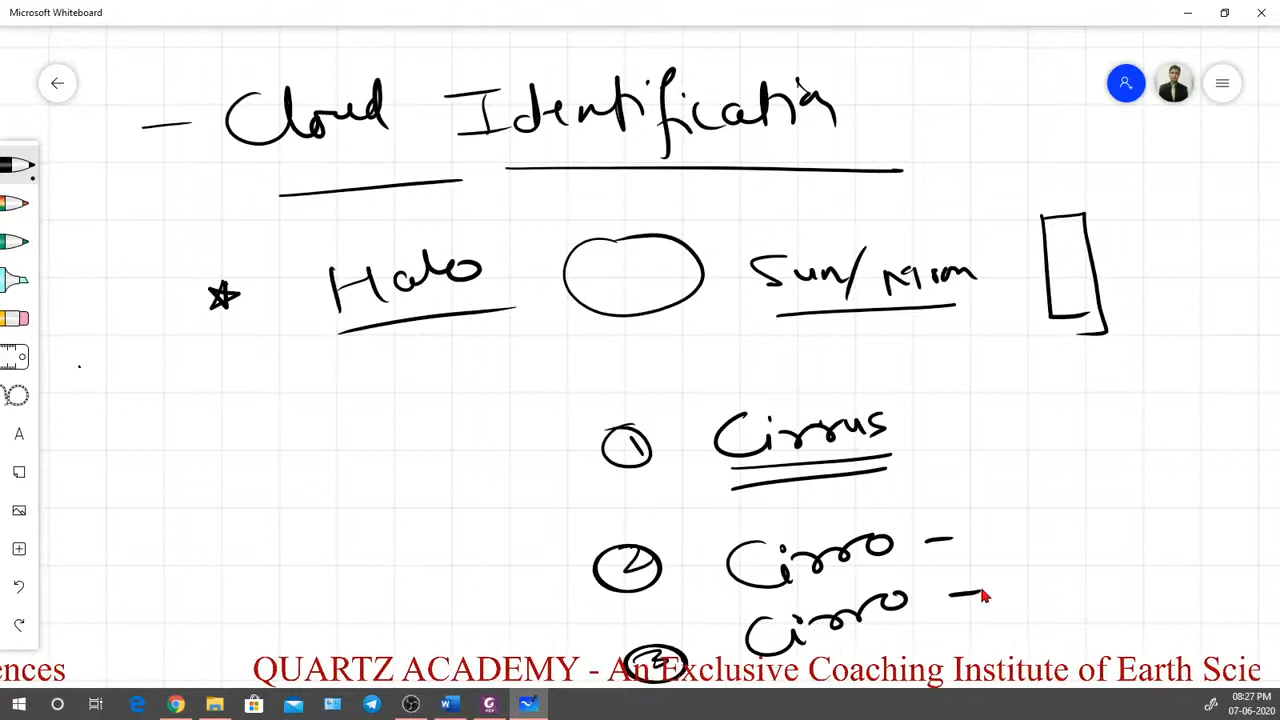 Microsoft Whiteboard
- Cloud Identification
* Halo Sun/Moon
① Cirrus
② Cirro -
Cirro -
③
A
ences QUARTZ ACADEMY - An Exclusive Coaching Institute of Earth Scie
08:27 PM
07-06-2020